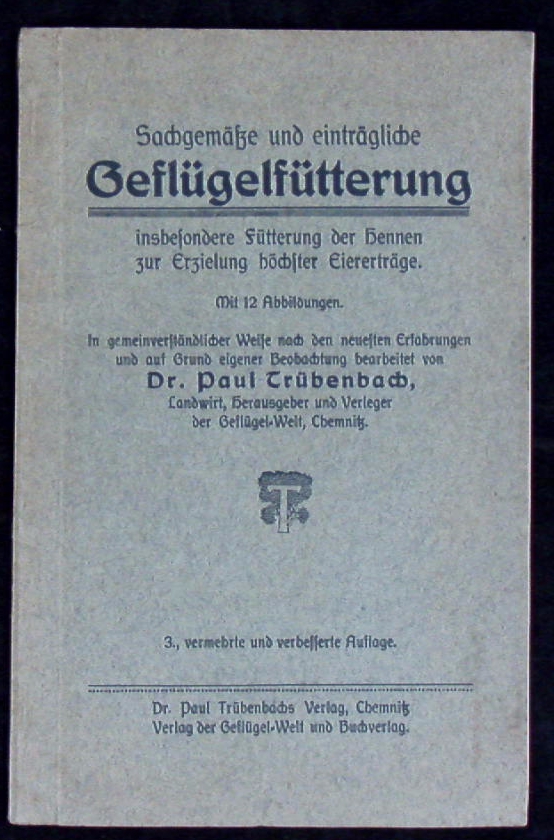 Sachgemäße und einträgliche
Geflügelfütterung
insbesondere Fütterung der Hennen
zur Erzielung höchster Eiererträge.
Mit 12 Abbildungen.
In gemeinverständlicher Weise nach den neuesten Erfahrungen
und auf Grund eigener Beobachtung bearbeitet von
Dr. Paul Trübenbach,
Landwirt, Herausgeber und Verleger
der Geflügel-Welt, Chemnitz.
T
3., vermehrte und verbesserte Auflage.
Dr. Paul Trübenbachs Verlag, Chemnitz
Verlag der Geflügel-Welt und Buchverlag.